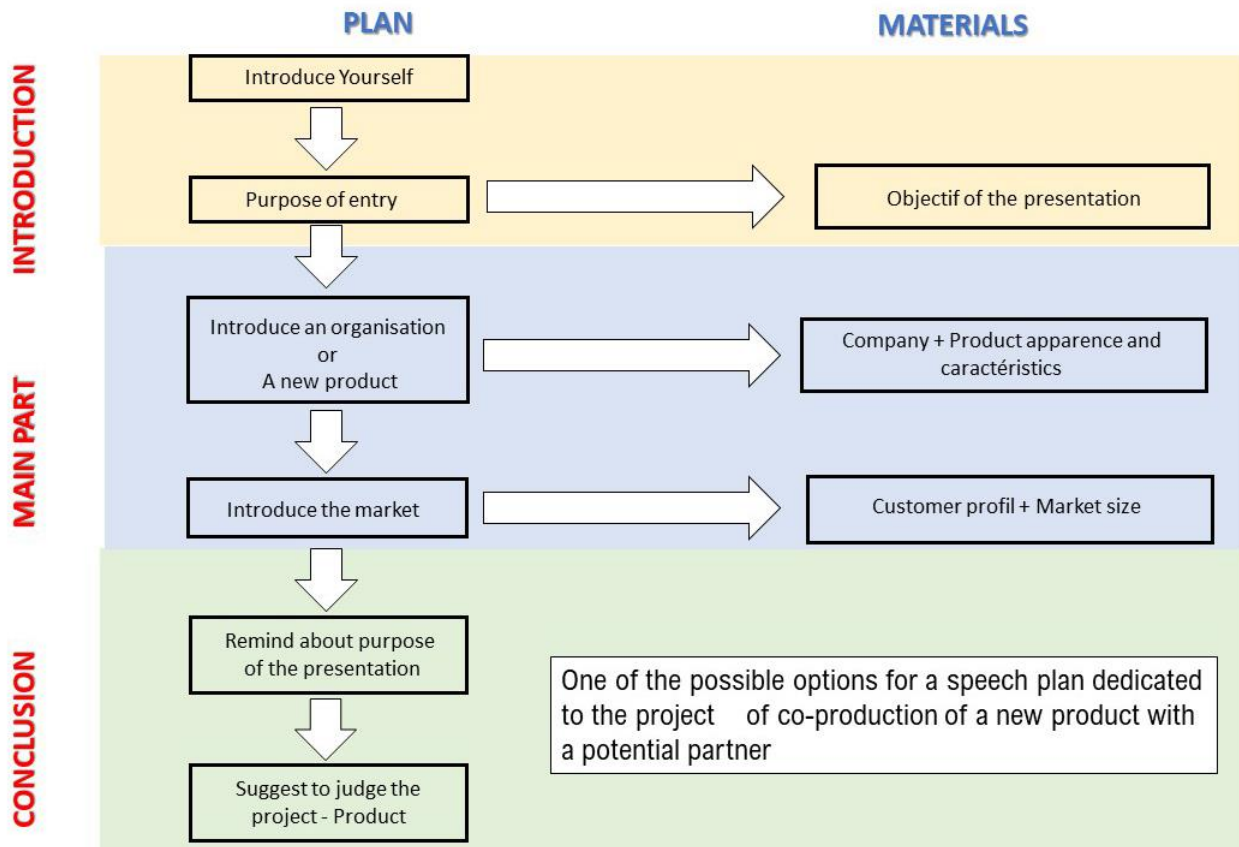 PLAN
MATERIALS
INTRODUCTION
Introduce Yourself
Purpose of entry
Objectif of the presentation
MAIN PART
Introduce an organisation
or
A new product
Company + Product apparence and
caractéristics
Introduce the market
Customer profil + Market size
CONCLUSION
Remind about purpose
of the presentation
One of the possible options for a speech plan dedicated
to the project of co-production of a new product with
a potential partner
Suggest to judge the
project - Product